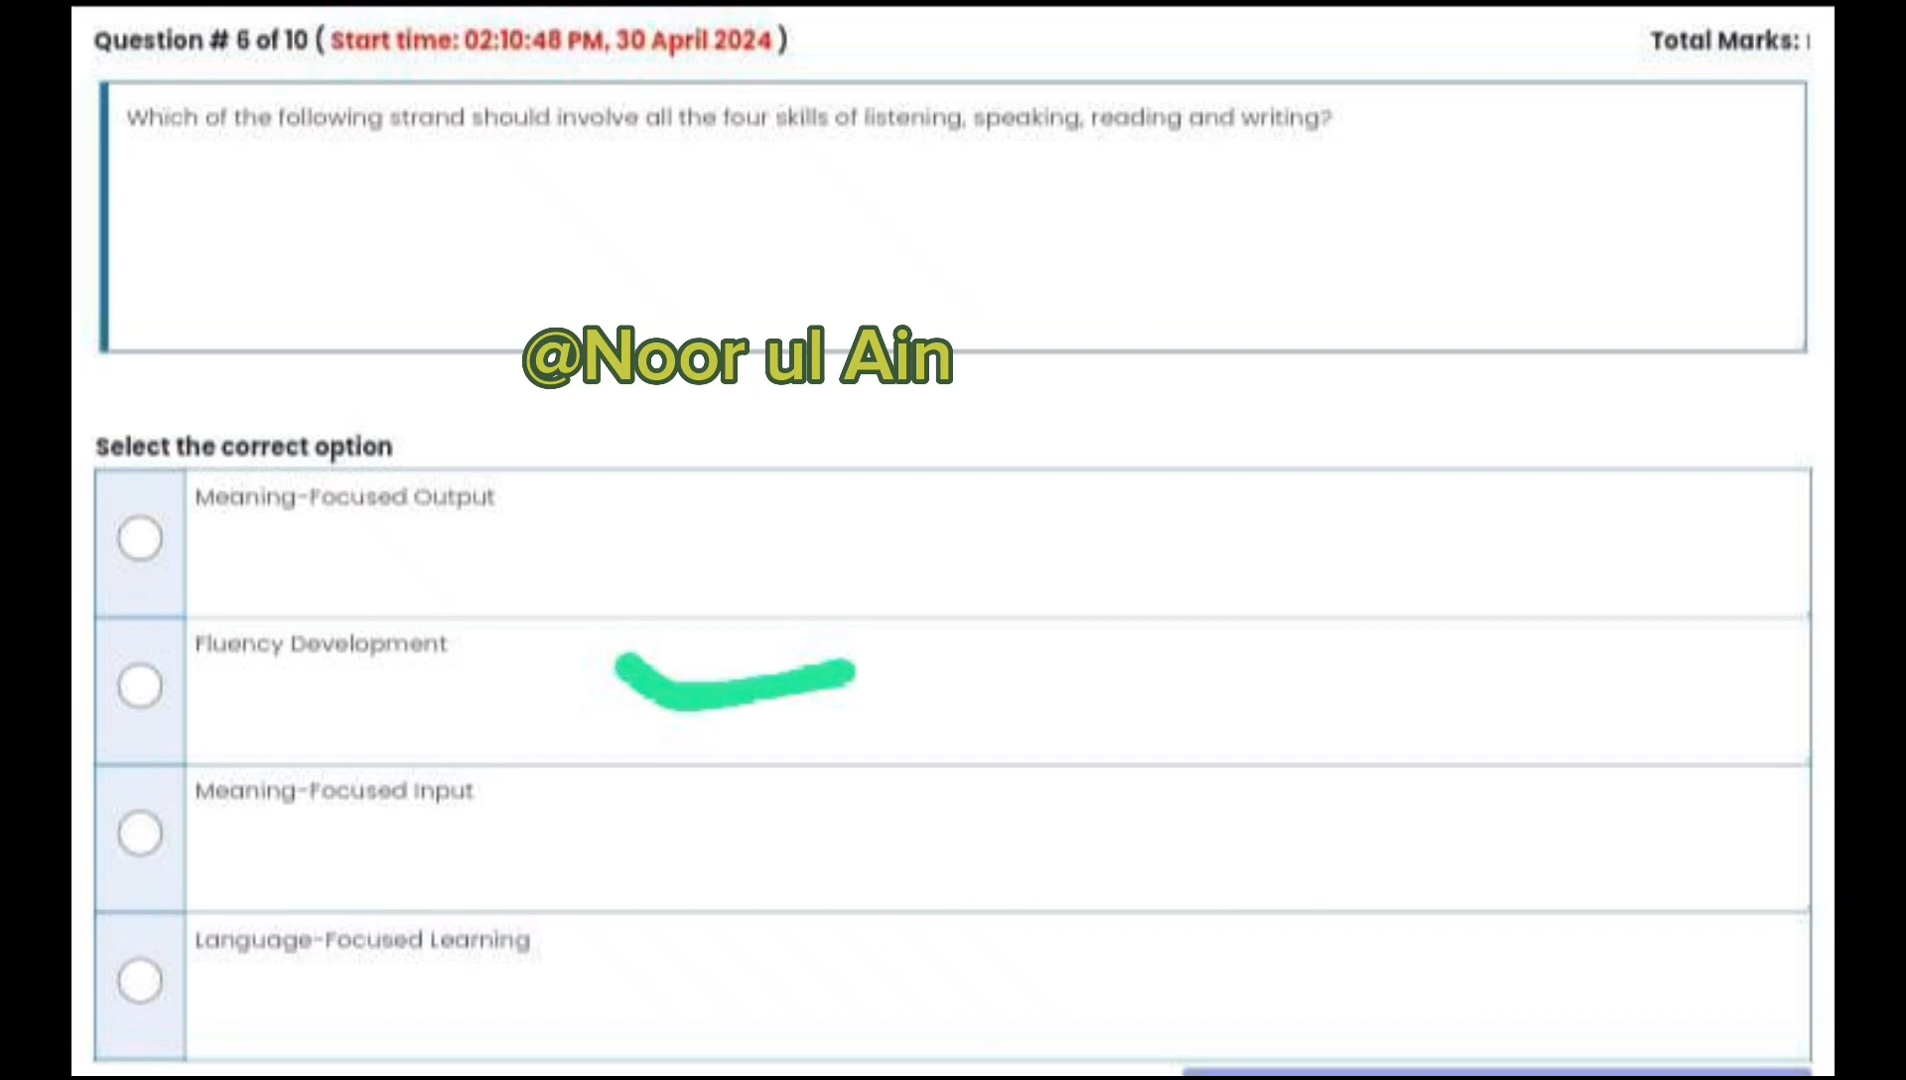 Question # 6 of 10 ( Start time: 02:10:48 PM, 30 April 2024 )
Total Marks: 1
Which of the following strand should involve all the four skills of listening, speaking, reading and writing?
@Noor ul Ain
Select the correct option
Meaning-Focused Output
Fluency Development
Meaning-Focused Input
Language-Focused Learning